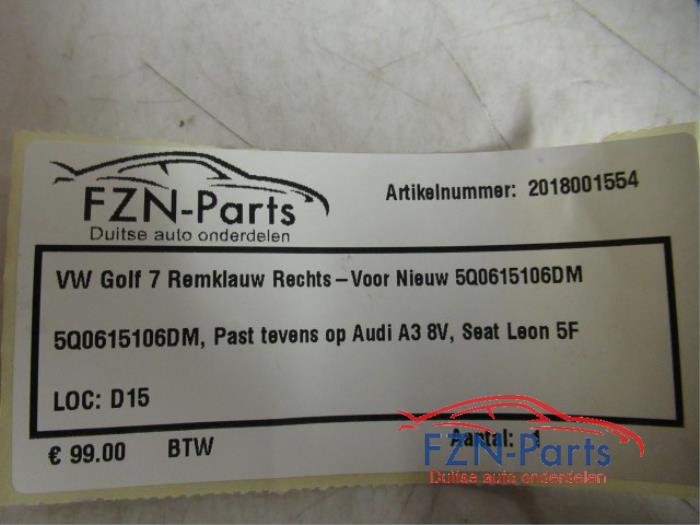 FZN-Parts
Duitse auto onderdelen
Artikelnummer: 2018001554
VW Golf 7 Remklauw Rechts-Voor Nieuw 5Q0615106DM
5Q0615106DM, Past tevens op Audi A3 8V, Seat Leon 5F
LOC: D15
€ 99.00 BTW Aantal: 1
FZN-Parts
Duitse auto onderdelen